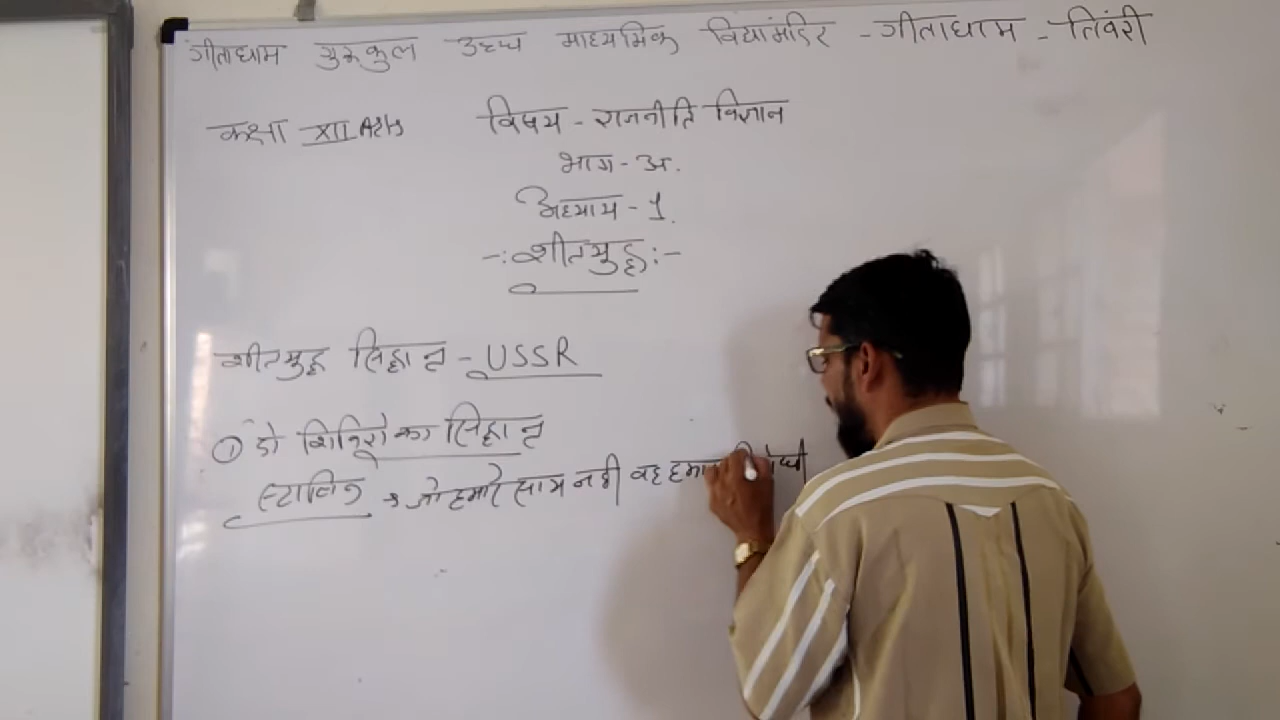 गीताधाम गुरूकुल उच्च माध्यमिक विद्यामंदिर - गीताधाम - तिंवरी
कक्षा XII Arts विषय - राजनीति विज्ञान
भाग - अ.
अध्याय - 1.
-: शीतयुद्ध :-
शीतयुद्ध सिद्धान्त - USSR
① दो शिविरो का सिद्धान्त
स्टालिन → जो हमारे साथ नही वह हमारा विरोधी